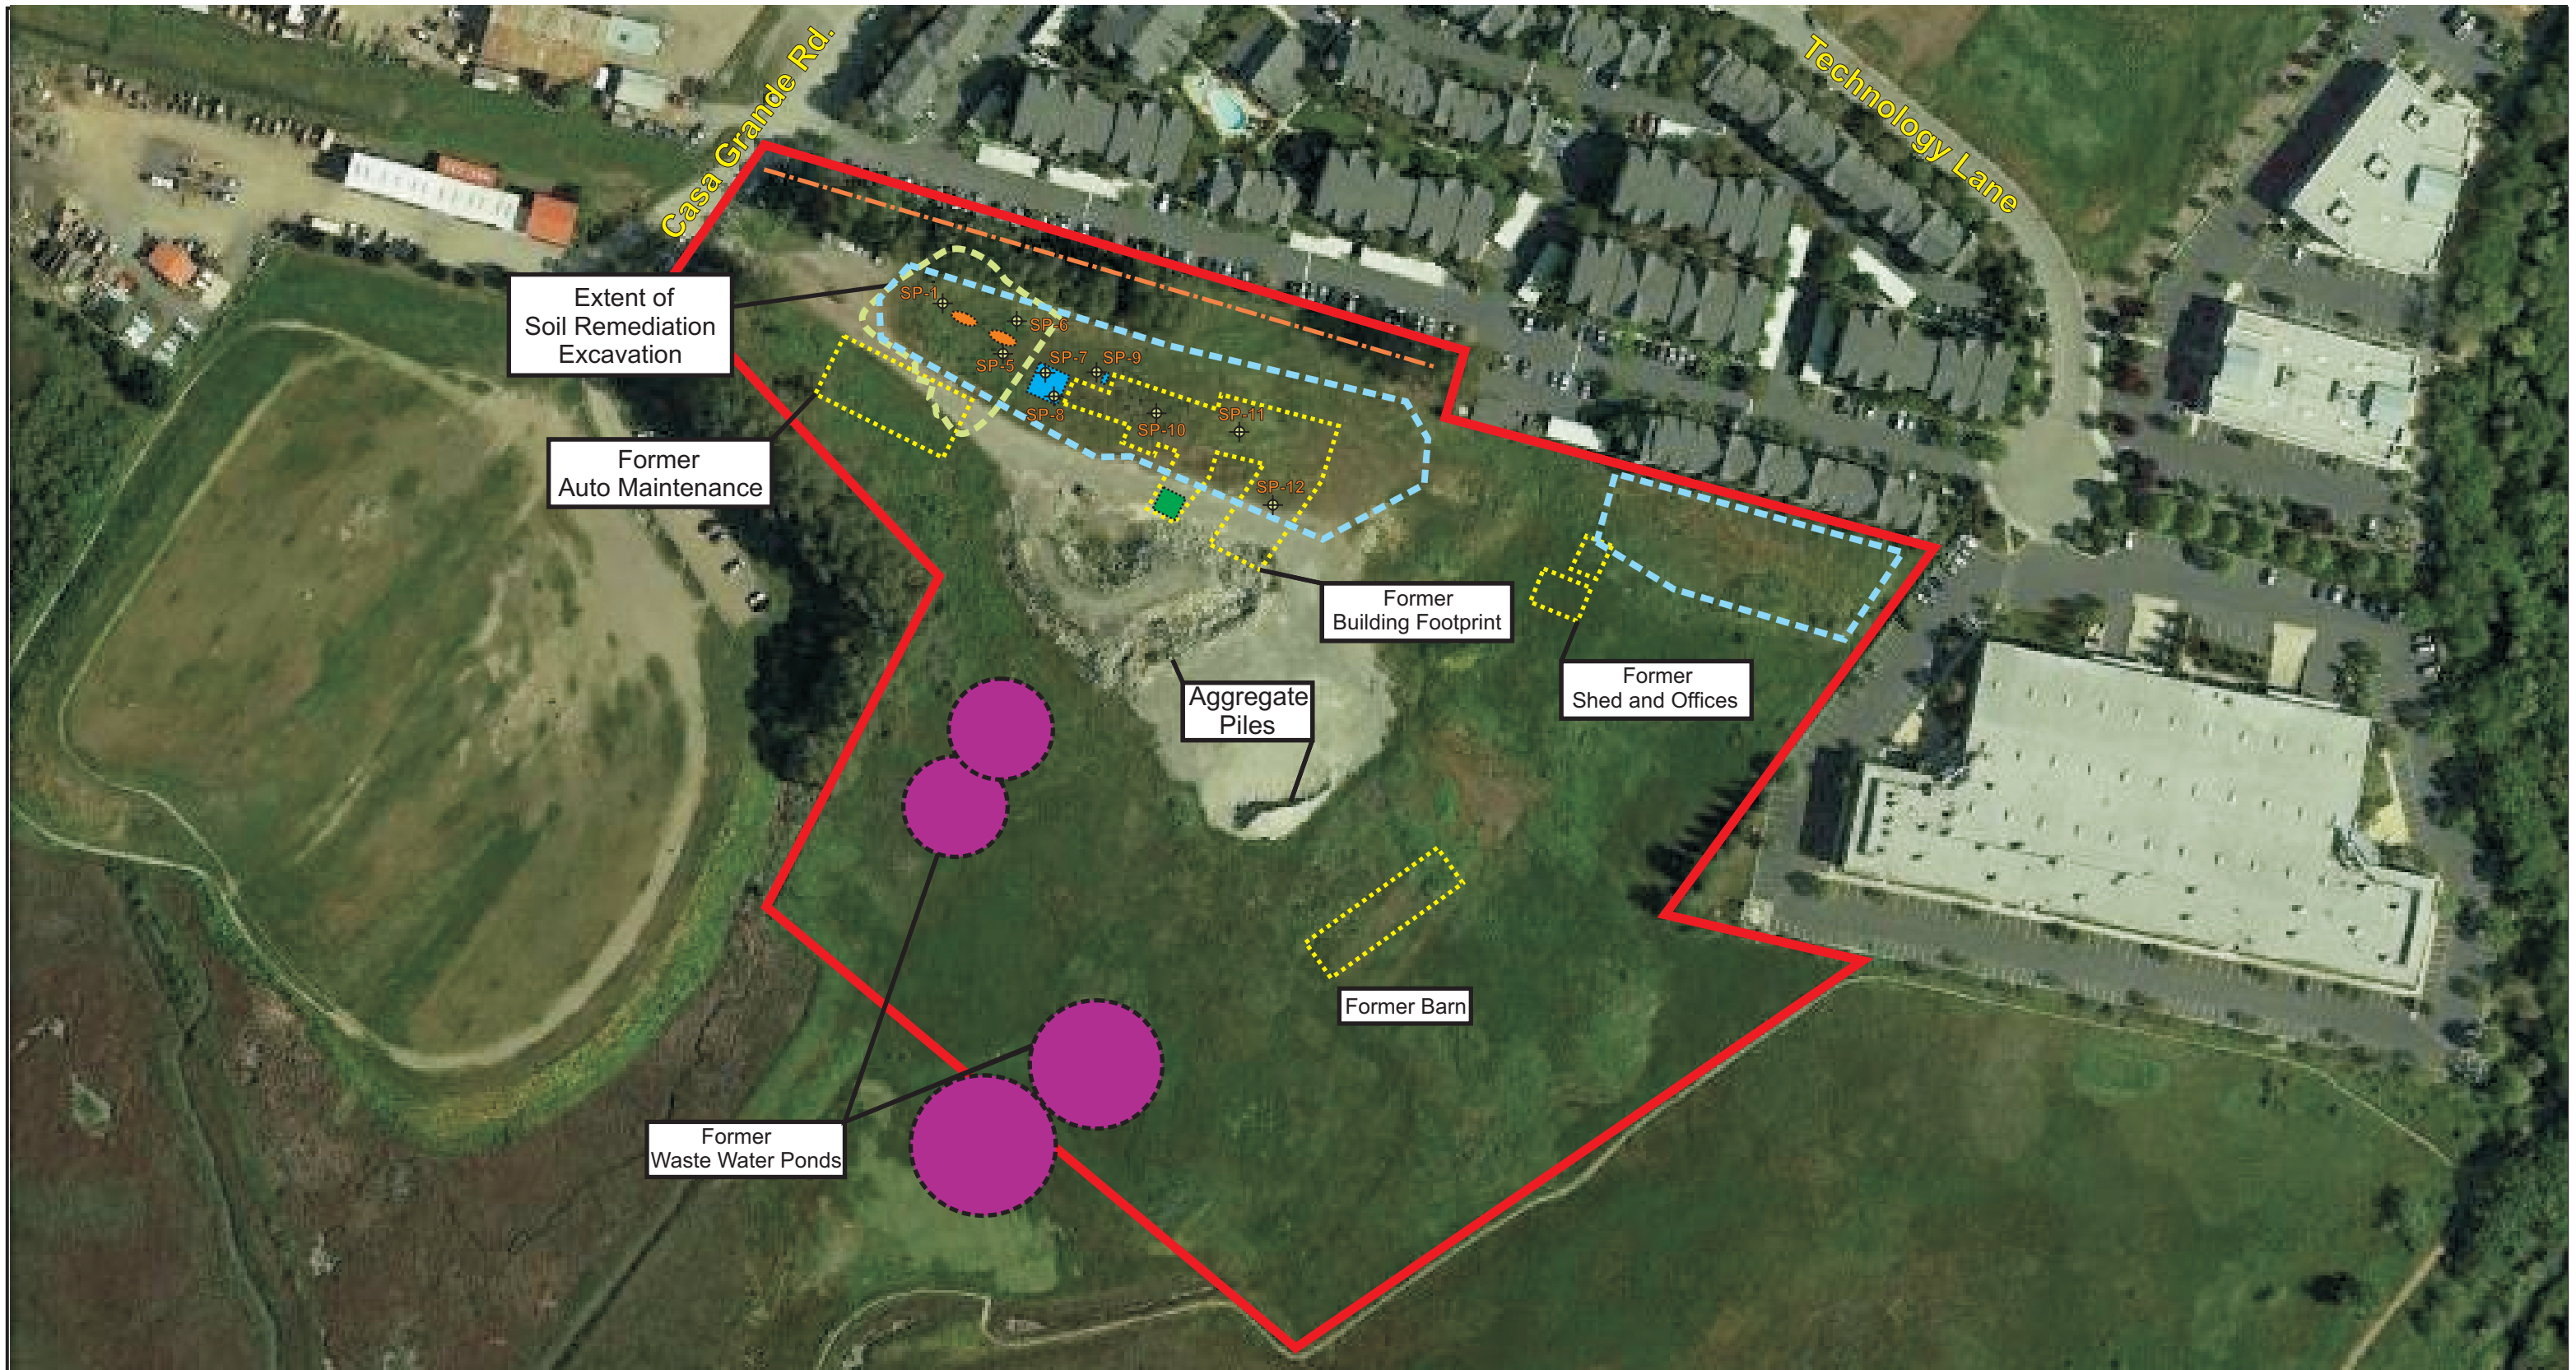 Casa Grande Rd.
Technology Lane
Extent of
Soil Remediation
Excavation
SP-1
SP-6
SP-5
SP-7
SP-9
SP-8
SP-10
SP-11
SP-12
Former
Auto Maintenance
Former
Building Footprint
Former
Shed and Offices
Aggregate
Piles
Former Barn
Former
Waste Water Ponds